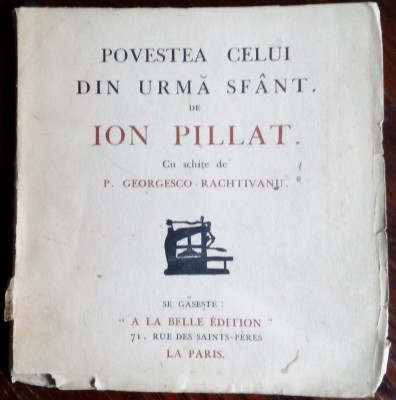 POVESTEA CELUI
DIN URMĂ SFÂNT.
DE
ION PILLAT.
Cu schițe de
P. GEORGESCO-RACHTIVANU.
SE GĂSEȘTE :
" A LA BELLE ÉDITION "
71, RUE DES SAINTS-PÈRES
LA PARIS.